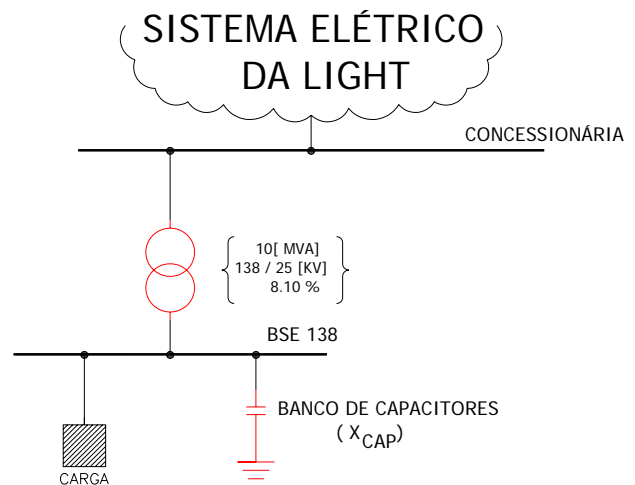 SISTEMA ELÉTRICO
DA LIGHT
CONCESSIONÁRIA
10[ MVA]
138 / 25 [KV]
8.10 %
BSE 138
BANCO DE CAPACITORES
( XCAP)
CARGA